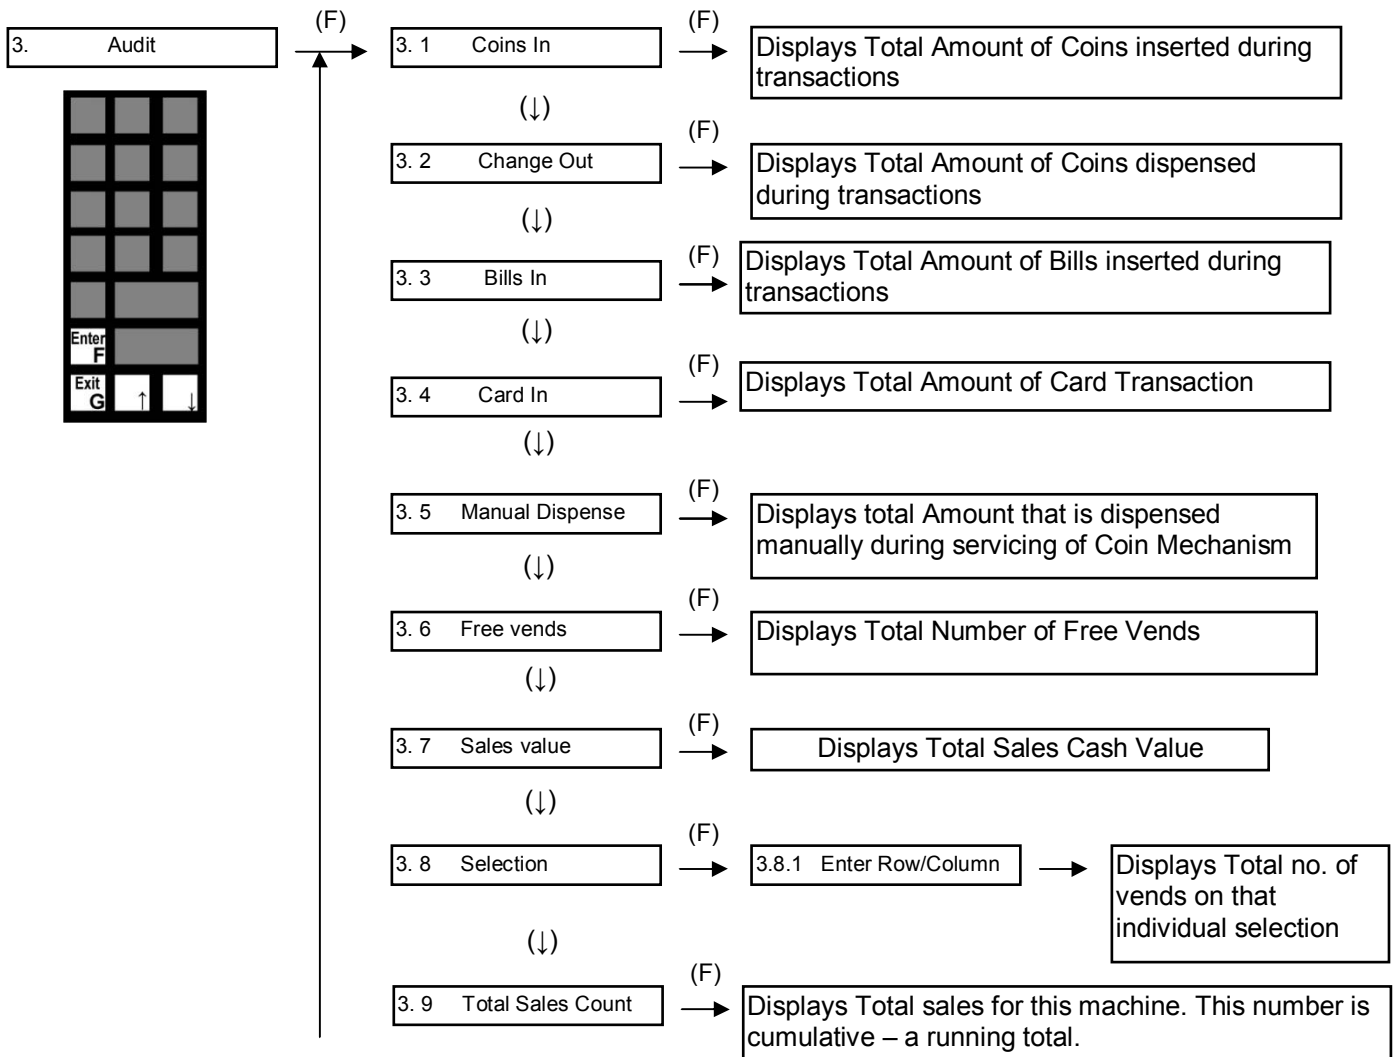 (F)
(F)
3. Audit
3. 1 Coins In
Displays Total Amount of Coins inserted during
transactions
(↓)
(F)
3. 2 Change Out
Displays Total Amount of Coins dispensed
during transactions
(↓)
(F)
3. 3 Bills In
Displays Total Amount of Bills inserted during
transactions
(↓)
Enter
F
Exit
G
↑
↓
(F)
3. 4 Card In
Displays Total Amount of Card Transaction
(↓)
(F)
3. 5 Manual Dispense
Displays total Amount that is dispensed
manually during servicing of Coin Mechanism
(↓)
(F)
3. 6 Free vends
Displays Total Number of Free Vends
(↓)
(F)
3. 7 Sales value
Displays Total Sales Cash Value
(↓)
(F)
3. 8 Selection
3.8.1 Enter Row/Column
Displays Total no. of
vends on that
individual selection
(↓)
(F)
3. 9 Total Sales Count
Displays Total sales for this machine. This number is
cumulative – a running total.